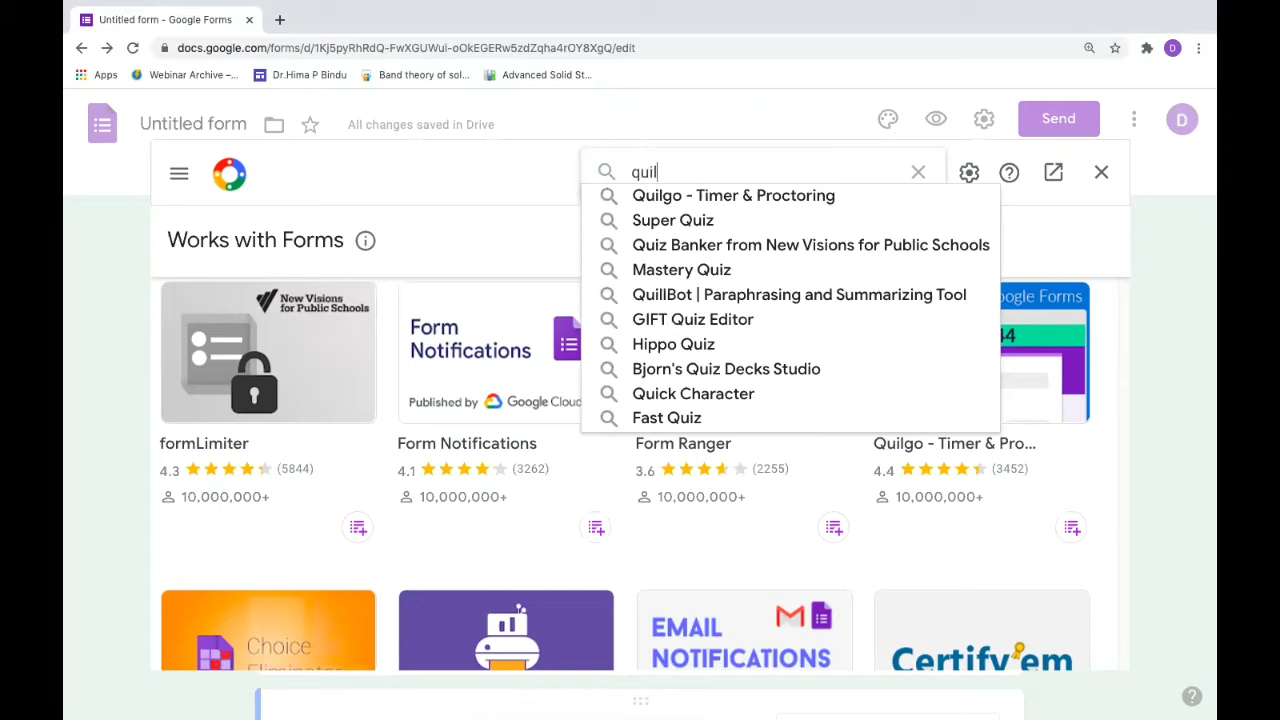 Untitled form - Google Forms
docs.google.com/forms/d/1Kj5pyRhRdQ-FwXGUWui-oOkEGERw5zdZqha4rOY8XgQ/edit
D
Apps
Webinar Archive –...
Dr.Hima P Bindu
Band theory of sol...
Advanced Solid St...
Untitled form
All changes saved in Drive
Send
D
quil
Quilgo - Timer & Proctoring
Super Quiz
Quiz Banker from New Visions for Public Schools
Mastery Quiz
QuillBot | Paraphrasing and Summarizing Tool
GIFT Quiz Editor
Hippo Quiz
Bjorn's Quiz Decks Studio
Quick Character
Fast Quiz
Works with Forms
New Visions
for Public Schools
Form
Notifications
Published by Google Cloud
Google Forms
44
formLimiter
4.3 (5844)
10,000,000+
Form Notifications
4.1 (3262)
10,000,000+
Form Ranger
3.6 (2255)
10,000,000+
Quilgo - Timer & Pro...
4.4 (3452)
10,000,000+
Choice
Eliminator
EMAIL
NOTIFICATIONS
Certify'em